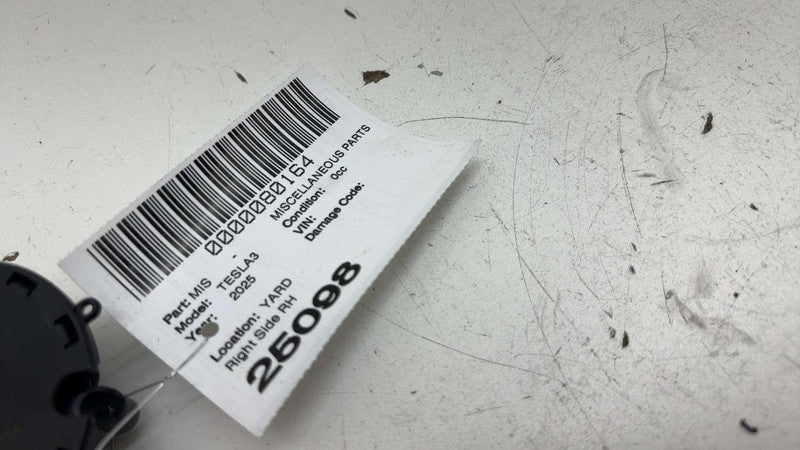 0000080164
Part: MIS - MISCELLANEOUS PARTS
Model: TESLA3 Condition: 0cc
Year: 2025 VIN:
Damage Code:
Location: YARD
Right Side RH
25098